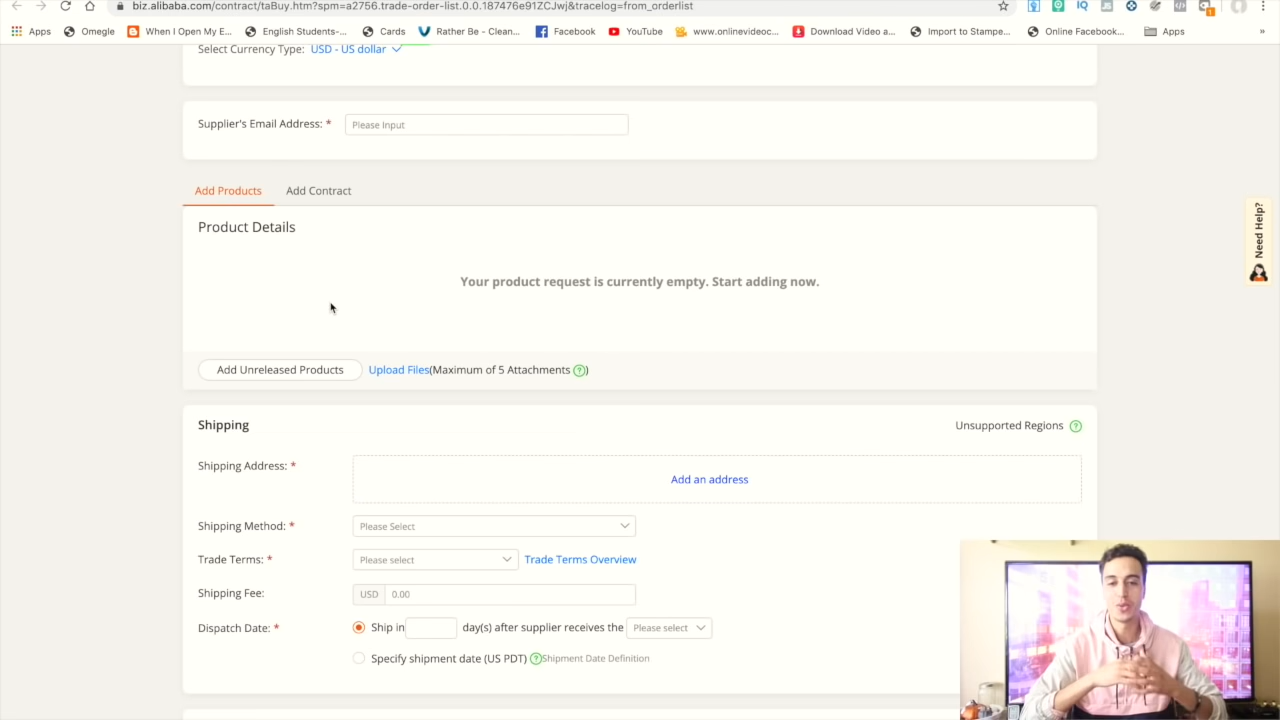 biz.alibaba.com/contract/taBuy.htm?spm=a2756.trade-order-list.0.0.187476e91ZCJwj&tracelog=from_orderlist
Apps Omegle When I Open My E... English Students-... Cards Rather Be - Clean... Facebook YouTube www.onlinevideoc... Download Video a... Import to Stampe... Online Facebook... Apps »
Select Currency Type: USD - US dollar
Supplier's Email Address: * Please Input
Add Products Add Contract
Product Details
Your product request is currently empty. Start adding now.
Need Help?
Add Unreleased Products Upload Files(Maximum of 5 Attachments ?)
Shipping Unsupported Regions ?
Shipping Address: * Add an address
Shipping Method: * Please Select
Trade Terms: * Please select Trade Terms Overview
Shipping Fee: USD 0.00
Dispatch Date: * Ship in day(s) after supplier receives the Please select
Specify shipment date (US PDT) ?Shipment Date Definition